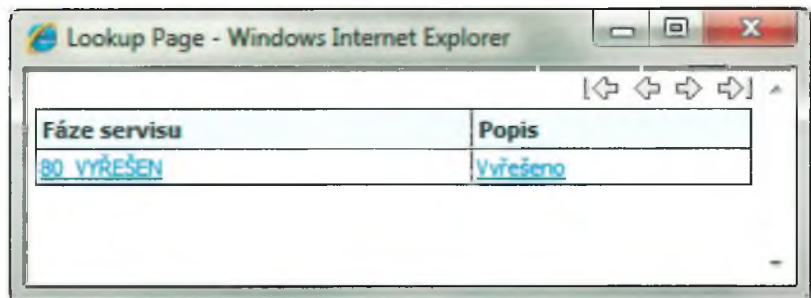 Lookup Page - Windows Internet Explorer
Fáze servisu Popis
80_VYŘEŠEN Vyřešeno